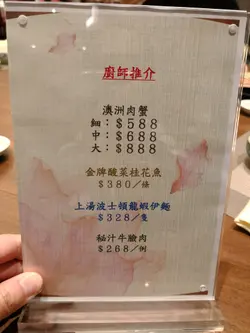 廚師推介
澳洲肉蟹
細：$588
中：$688
大：$888
金牌酸菜桂花魚
$380/條
上湯波士頓龍蝦伊麵
$328/隻
秘汁牛臉肉
$268/例